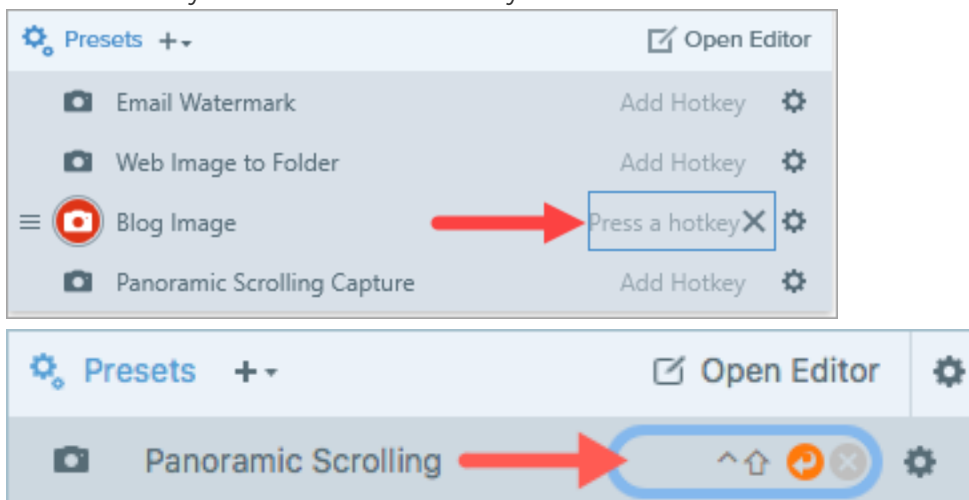 Presets
Open Editor
Email Watermark Add Hotkey
Web Image to Folder Add Hotkey
Blog Image Press a hotkey
Panoramic Scrolling Capture Add Hotkey
Presets
Open Editor
Panoramic Scrolling